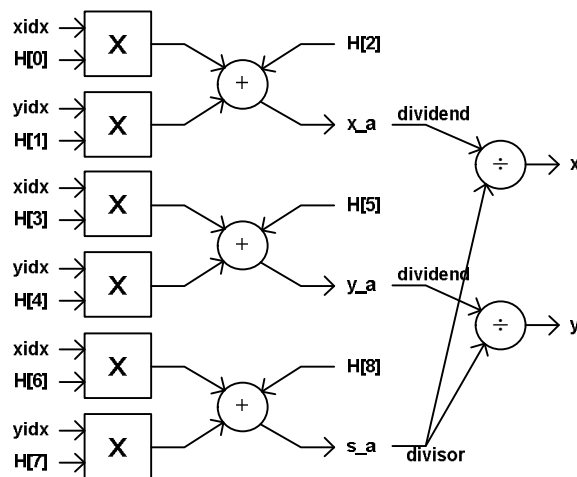 xidx
H[0]
X
yidx
H[1]
X
+
H[2]
x_a
dividend
÷
x
xidx
H[3]
X
yidx
H[4]
X
+
H[5]
y_a
dividend
÷
y
xidx
H[6]
X
yidx
H[7]
X
+
H[8]
s_a
divisor